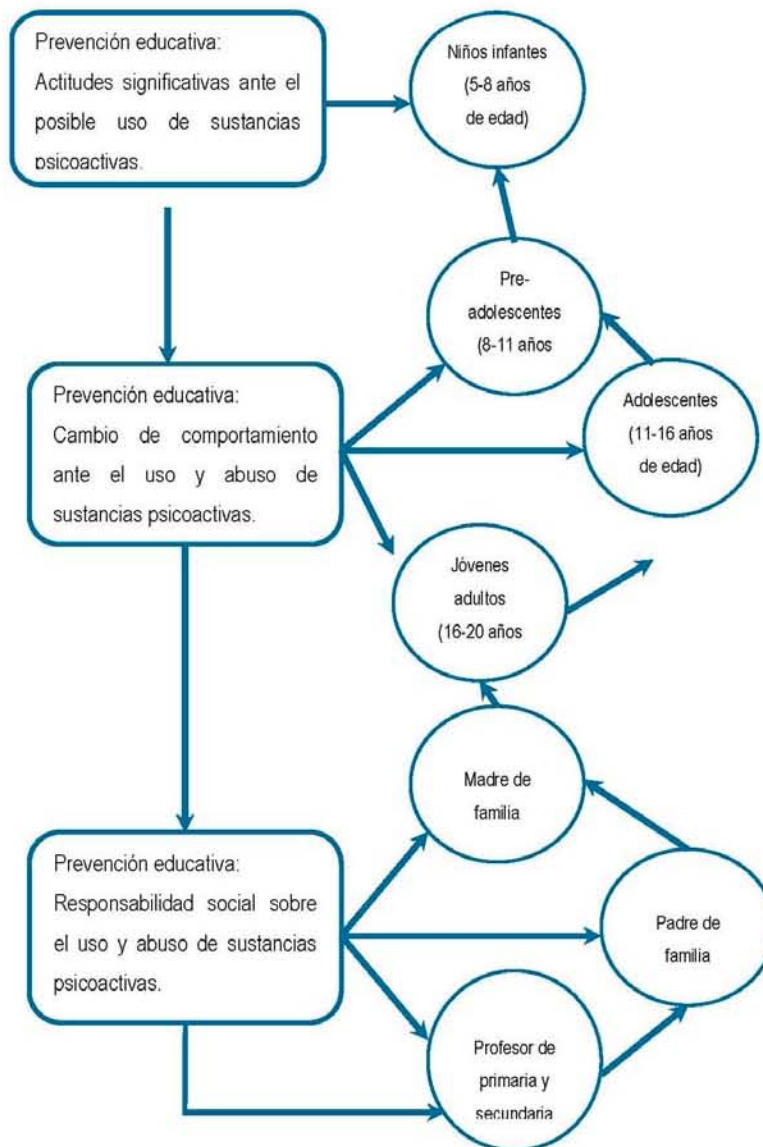 Prevención educativa:
Actitudes significativas ante el
posible uso de sustancias
psicoactivas.
Niños infantes
(5-8 años
de edad)
Pre-
adolescentes
(8-11 años
Prevención educativa:
Cambio de comportamiento
ante el uso y abuso de
sustancias psicoactivas.
Adolescentes
(11-16 años
de edad)
Jóvenes
adultos
(16-20 años
Madre de
familia
Prevención educativa:
Responsabilidad social sobre
el uso y abuso de sustancias
psicoactivas.
Padre de
familia
Profesor de
primaria y
secundaria